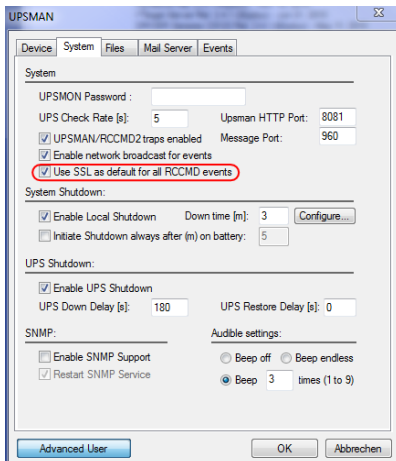 UPSMAN
Device System Files Mail Server Events
System
UPSMON Password :
UPS Check Rate [s]: 5 Upsman HTTP Port: 8081
UPSMAN/RCCMD2 traps enabled Message Port: 960
Enable network broadcast for events
Use SSL as default for all RCCMD events
System Shutdown:
Enable Local Shutdown Down time [m]: 3 Configure...
Initiate Shutdown always after (m) on battery: 5
UPS Shutdown:
Enable UPS Shutdown
UPS Down Delay [s]: 180 UPS Restore Delay [s]: 0
SNMP: Audible settings:
Enable SNMP Support Beep off Beep endless
Restart SNMP Service Beep 3 times (1 to 9)
Advanced User OK Abbrechen